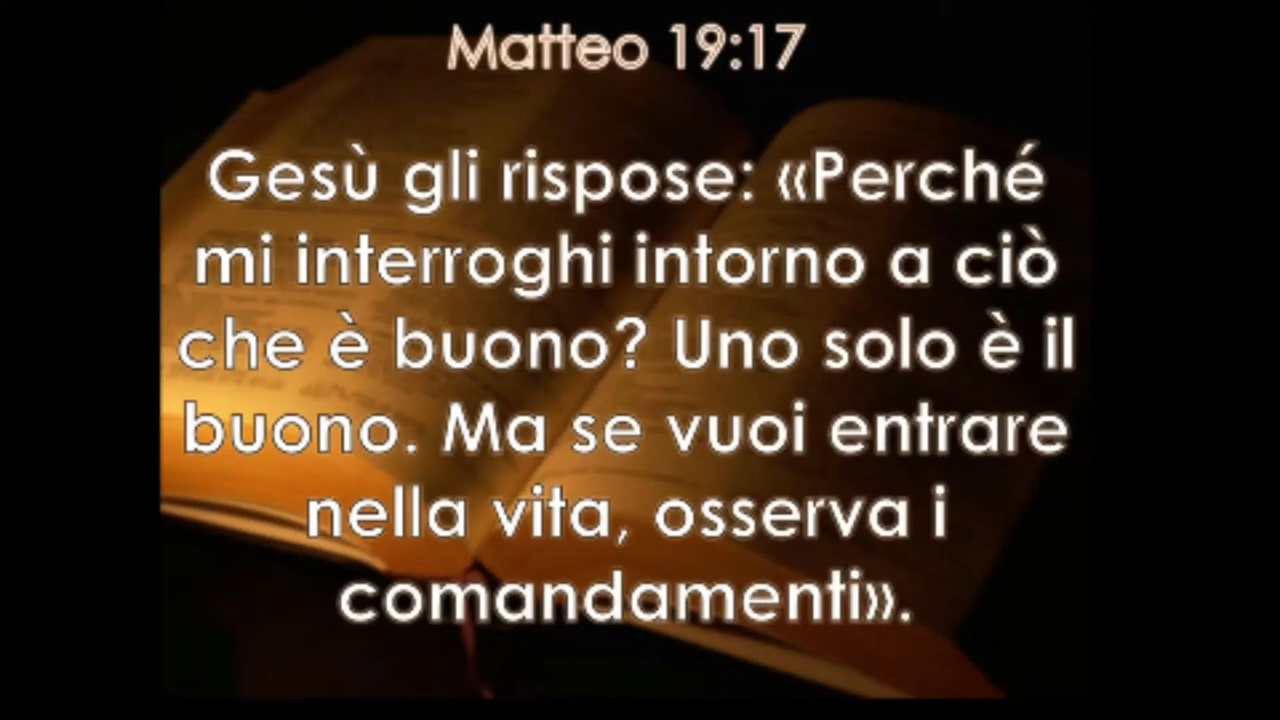 Matteo 19:17
Gesù gli rispose: «Perché
mi interroghi intorno a ciò
che è buono? Uno solo è il
buono. Ma se vuoi entrare
nella vita, osserva i
comandamenti».